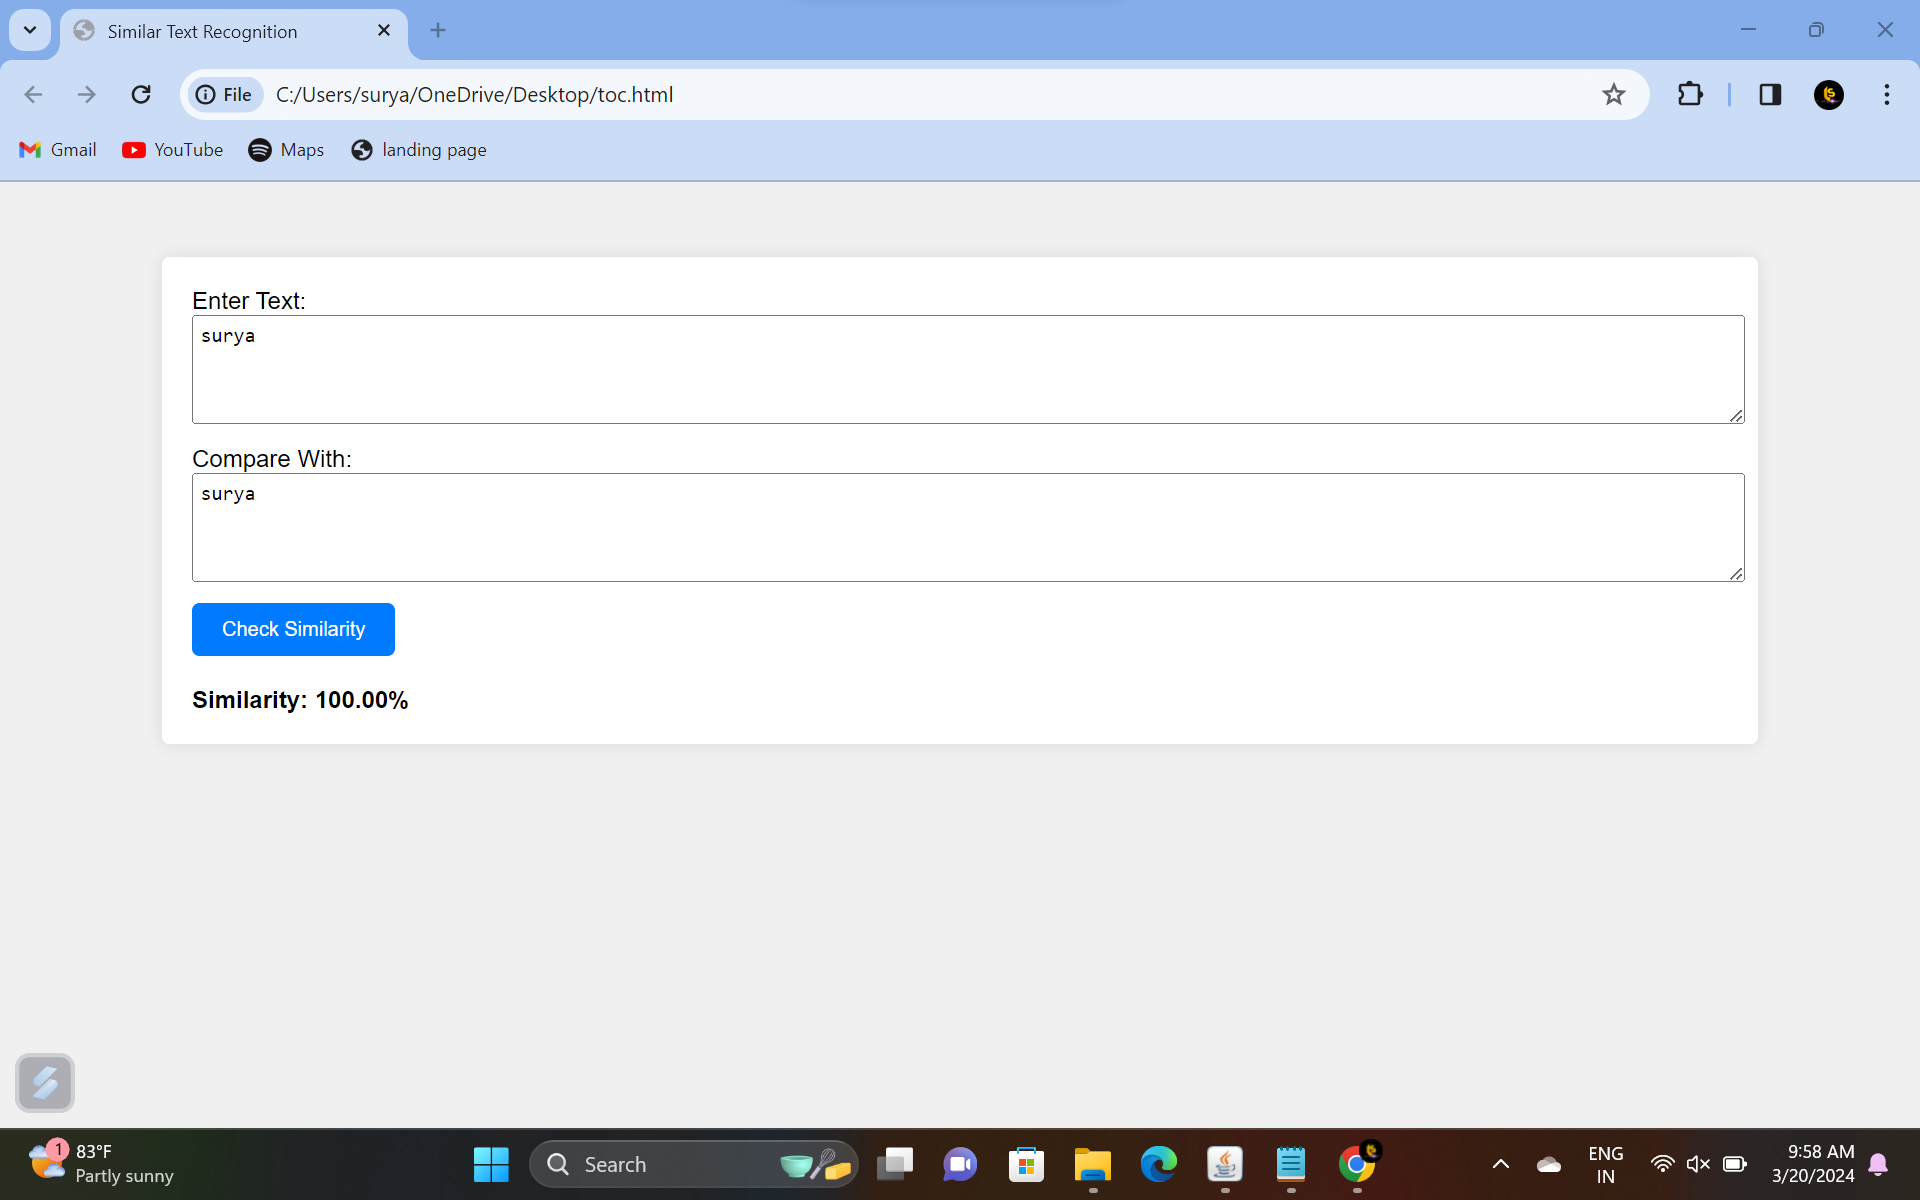 Similar Text Recognition
File C:/Users/surya/OneDrive/Desktop/toc.html
Gmail YouTube Maps landing page
Enter Text:
surya
Compare With:
surya
Check Similarity
Similarity: 100.00%
1 83°F
Partly sunny
Search
ENG
IN
9:58 AM
3/20/2024